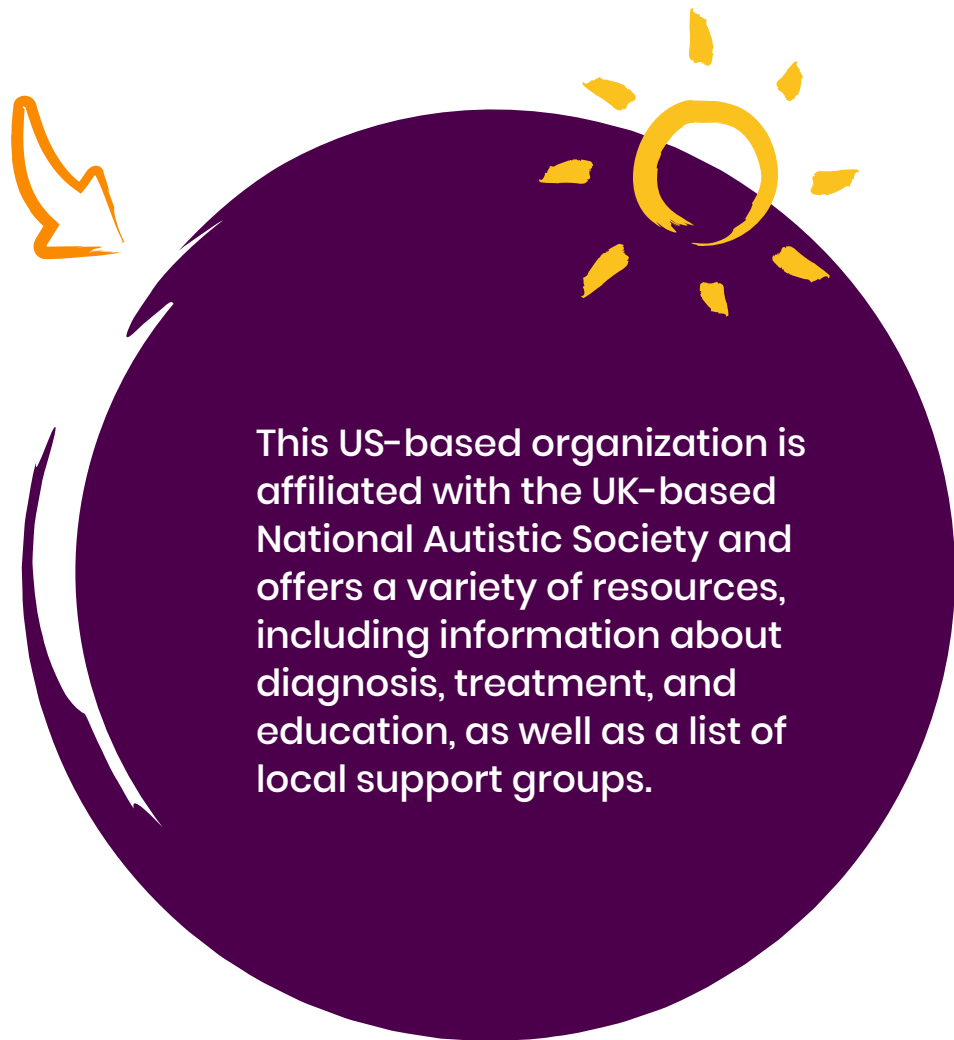 This US-based organization is
affiliated with the UK-based
National Autistic Society and
offers a variety of resources,
including information about
diagnosis, treatment, and
education, as well as a list of
local support groups.